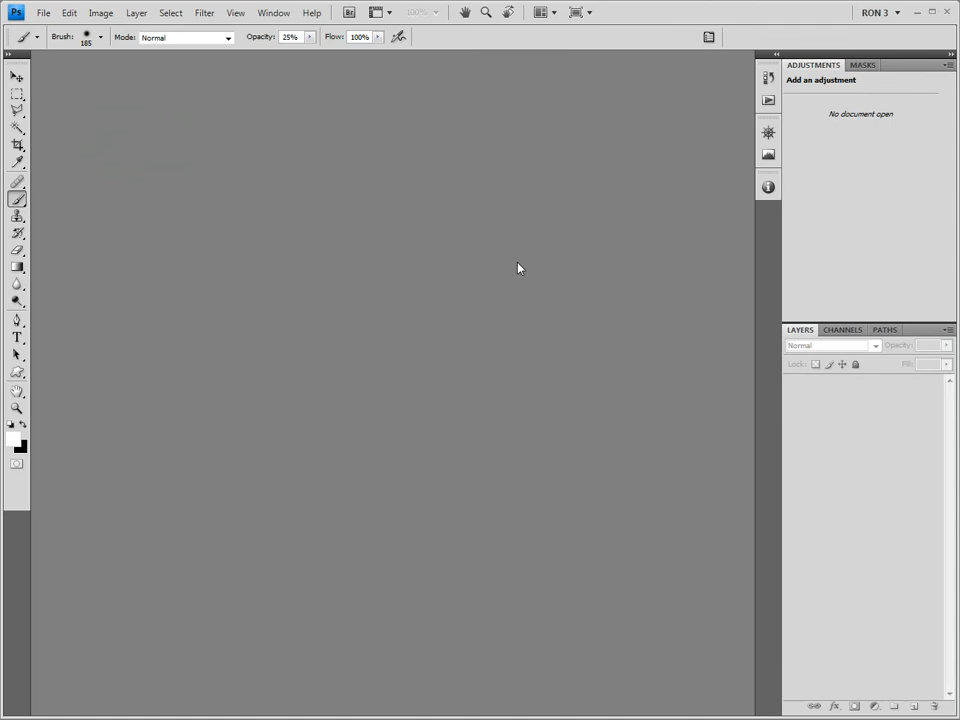 Ps File Edit Image Layer Select Filter View Window Help Br 100% RON 3
Brush: 185 Mode: Normal Opacity: 25% Flow: 100%
ADJUSTMENTS MASKS
Add an adjustment
No document open
T
LAYERS CHANNELS PATHS
Normal Opacity:
Lock: Fill:
fx